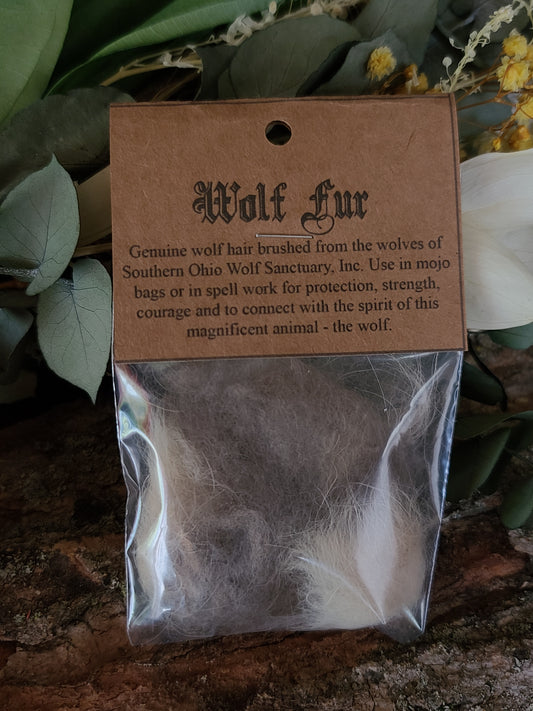 Wolf Fur
Genuine wolf hair brushed from the wolves of
Southern Ohio Wolf Sanctuary, Inc. Use in mojo
bags or in spell work for protection, strength,
courage and to connect with the spirit of this
magnificent animal - the wolf.